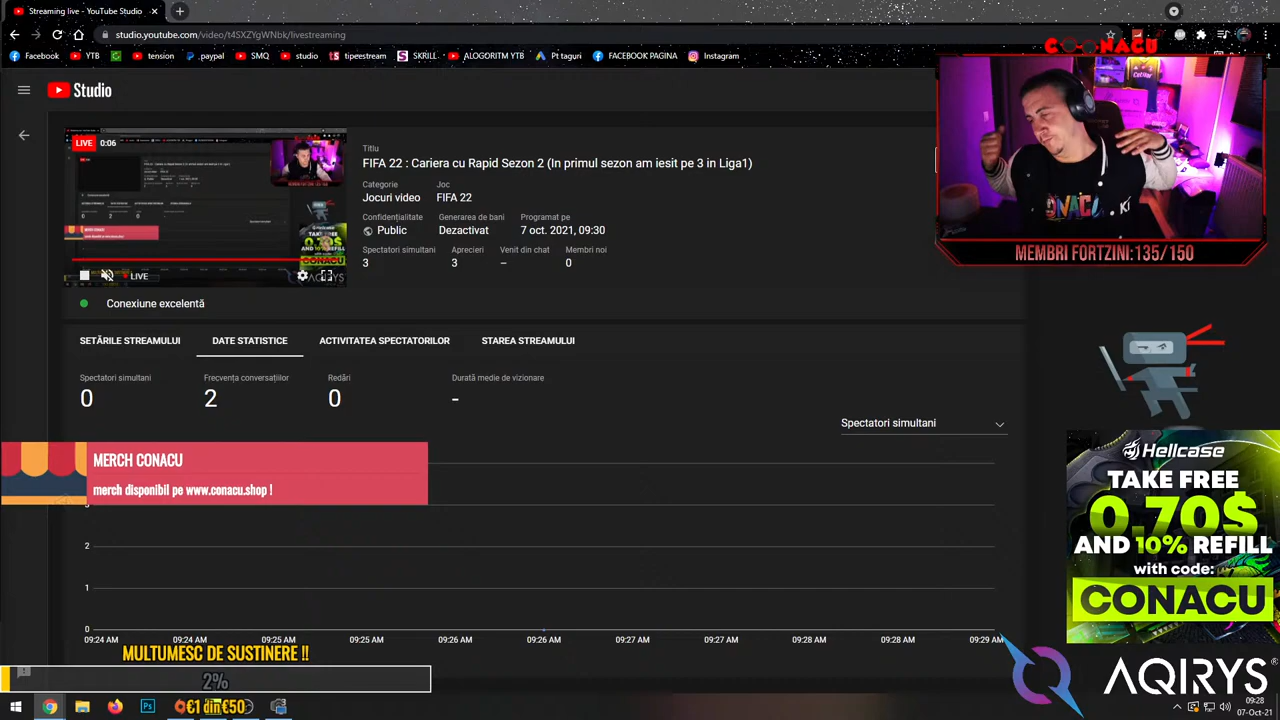 Streaming live - YouTube Studio
studio.youtube.com/video/t4SXZYgWNbk/livestreaming
Facebook
YTB
tension
.paypal
SMQ
studio
tipeestream
SKRILL
ALOGORITM YTB
Pt taguri
FACEBOOK PAGINA
Instagram
COONACU
Studio
LIVE 0:06
LIVE
Titlu
FIFA 22 : Cariera cu Rapid Sezon 2 (In primul sezon am iesit pe 3 in Liga1)
Categorie Joc
Jocuri video FIFA 22
Confidențialitate Generarea de bani Programat pe
Public Dezactivat 7 oct. 2021, 09:30
Spectatori simultani Aprecieri Venit din chat Membri noi
3 3 – 0
MEMBRI FORTZINI:135/150
Conexiune excelentă
SETĂRILE STREAMULUI DATE STATISTICE ACTIVITATEA SPECTATORILOR STAREA STREAMULUI
Spectatori simultani Frecvența conversațiilor Redări Durată medie de vizionare
0 2 0 -
Spectatori simultani
MERCH CONACU
merch disponibil pe www.conacu.shop !
2
1
0
09:24 AM 09:24 AM 09:25 AM 09:25 AM 09:26 AM 09:26 AM 09:27 AM 09:27 AM 09:28 AM 09:28 AM 09:29 AM
Hellcase
TAKE FREE
0,70$
AND 10% REFILL
with code:
CONACU
MULTUMESC DE SUSTINERE !!
2%
€1 din €50
AQIRYS
09:28
07-Oct-21